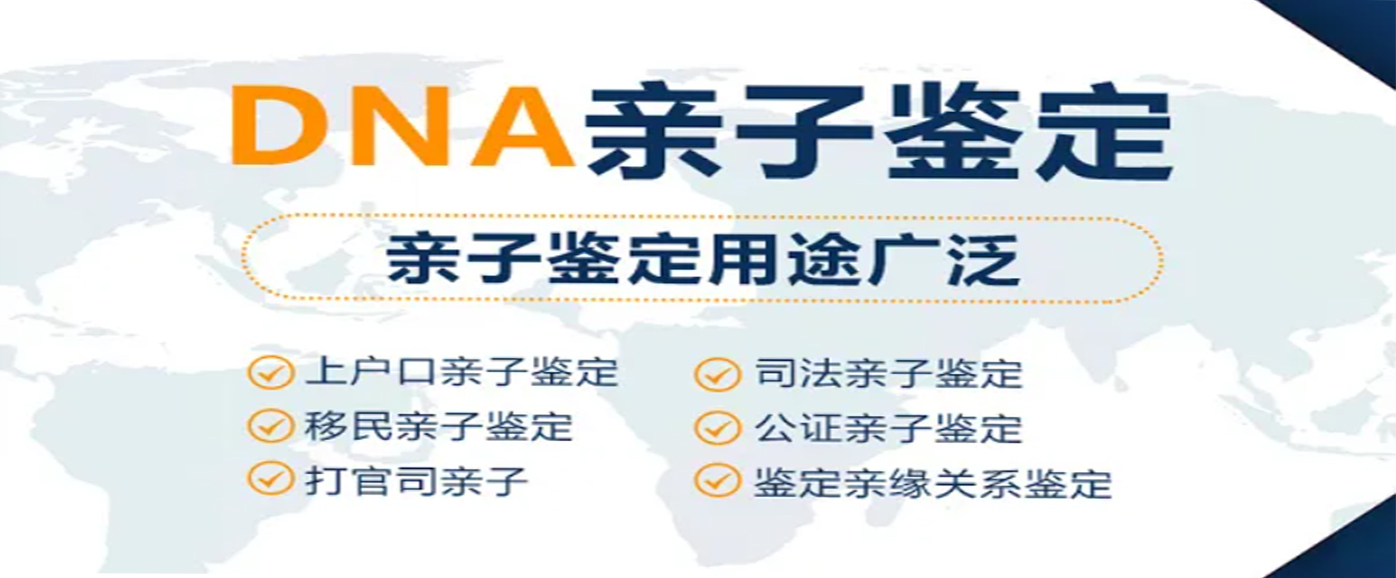 DNA亲子鉴定
亲子鉴定用途广泛
上户口亲子鉴定
司法亲子鉴定
移民亲子鉴定
公证亲子鉴定
打官司亲子
鉴定亲缘关系鉴定